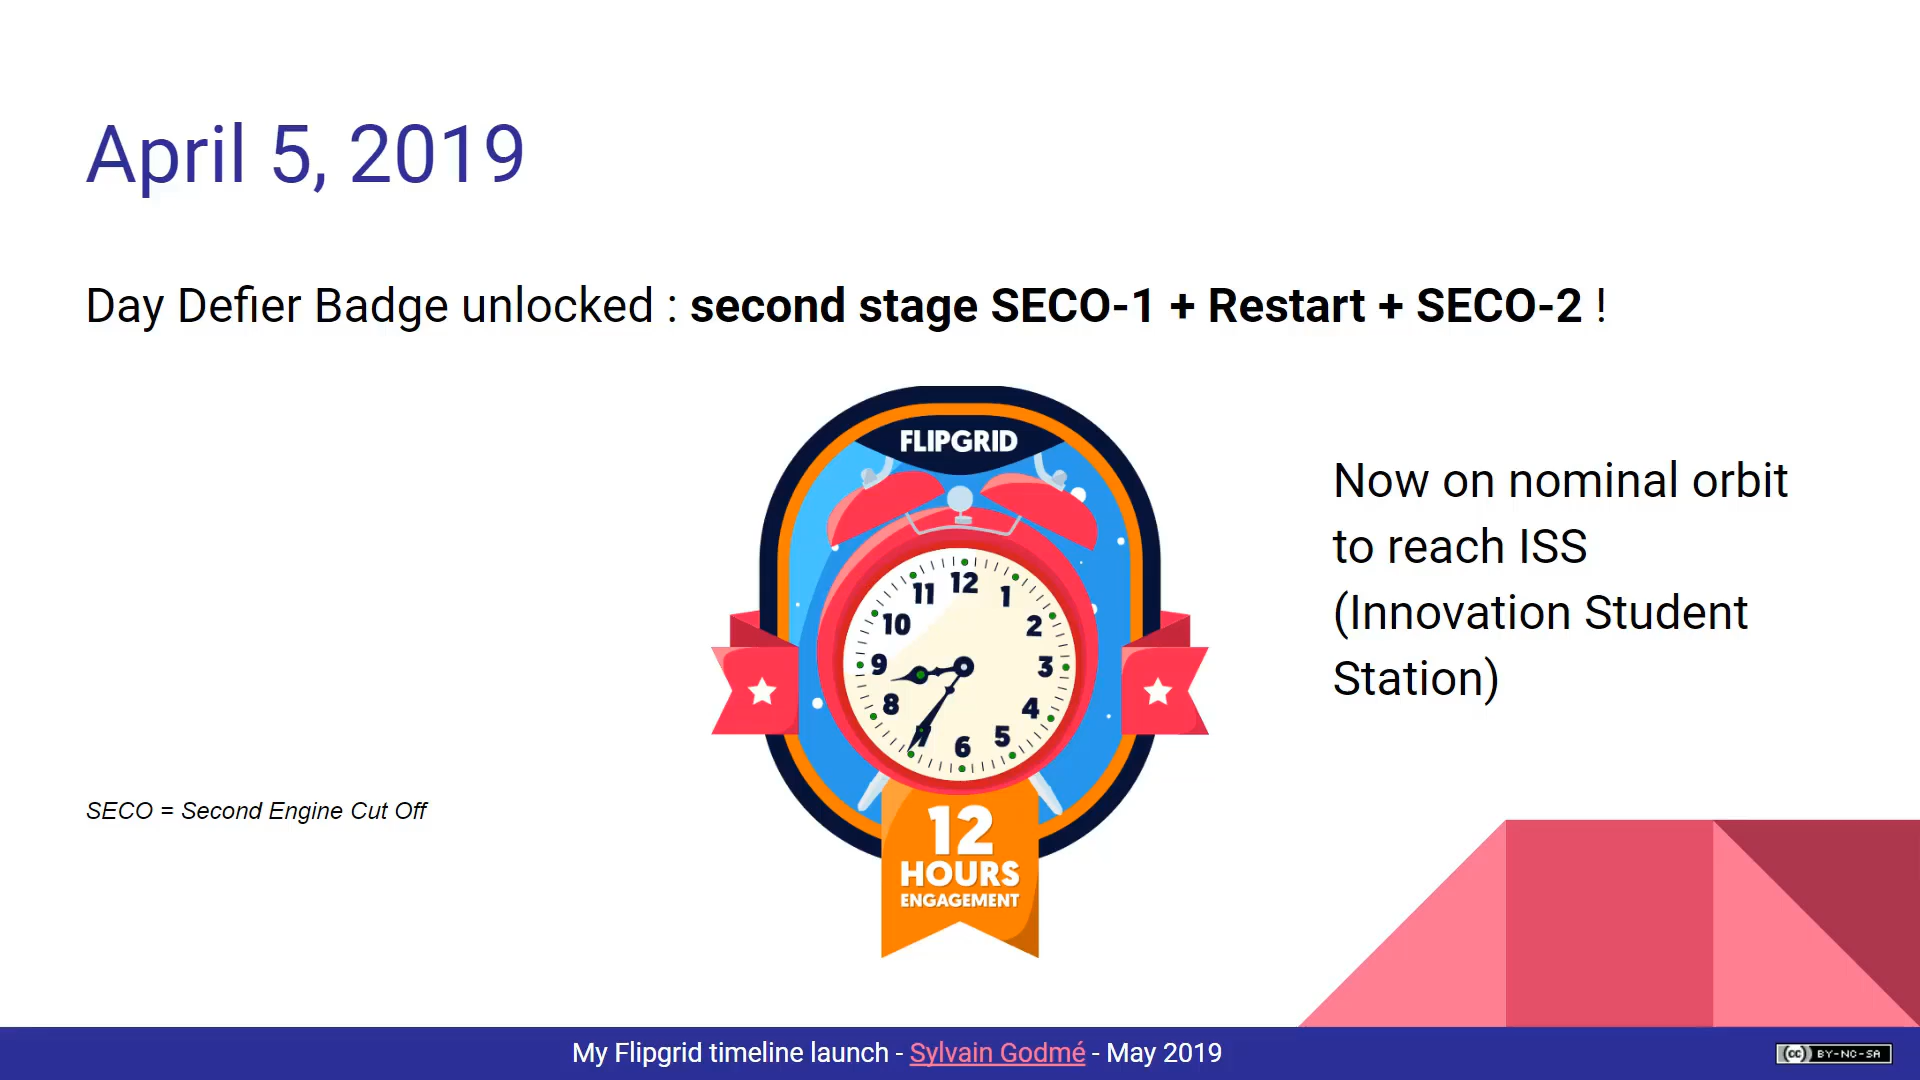 April 5, 2019
Day Defier Badge unlocked : second stage SECO-1 + Restart + SECO-2 !
FLIPGRID
12
11
1
10
2
9
3
8
4
7
5
6
12
HOURS
ENGAGEMENT
Now on nominal orbit
to reach ISS
(Innovation Student
Station)
SECO = Second Engine Cut Off
My Flipgrid timeline launch - Sylvain Godmé - May 2019
cc BY-NC-SA